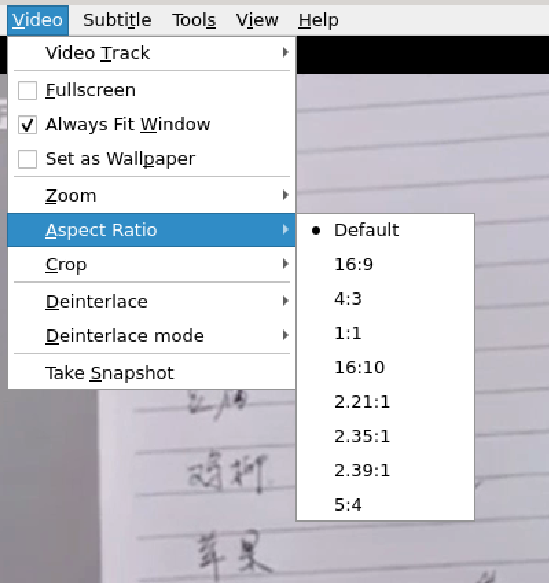 Video Subtitle Tools View Help
Video Track
Fullscreen
Always Fit Window
Set as Wallpaper
Zoom
Aspect Ratio
Crop
Deinterlace
Deinterlace mode
Take Snapshot
Default
16:9
4:3
1:1
16:10
2.21:1
2.35:1
2.39:1
5:4
苹果